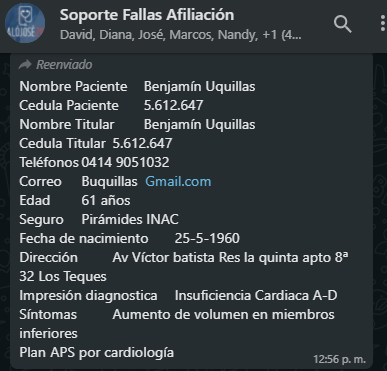 Soporte Fallas Afiliación
David, Diana, José, Marcos, Nandy, +1 (4...
Reenviado
Nombre Paciente Benjamín Uquillas
Cedula Paciente 5.612.647
Nombre Titular Benjamín Uquillas
Cedula Titular 5.612.647
Teléfonos 0414 9051032
Correo Buquillas Gmail.com
Edad 61 años
Seguro Pirámides INAC
Fecha de nacimiento 25-5-1960
Dirección Av Víctor batista Res la quinta apto 8ª
32 Los Teques
Impresión diagnostica Insuficiencia Cardiaca A-D
Síntomas Aumento de volumen en miembros
inferiores
Plan APS por cardiología
12:56 p. m.